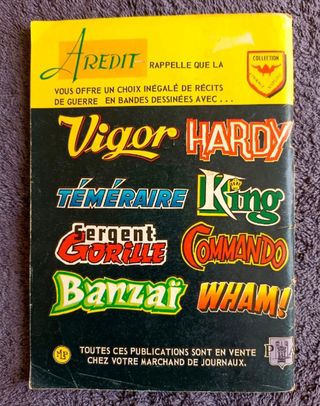 AREDIT RAPPELLE QUE LA
COLLECTION
VOUS OFFRE UN CHOIX INÉGALÉ DE RÉCITS
DE GUERRE EN BANDES DESSINÉES AVEC ...
Vigor HARDY
TÉMÉRAIRE King
Sergent GORILLE COMMANDO
Banzaï WHAM!
TOUTES CES PUBLICATIONS SONT EN VENTE
CHEZ VOTRE MARCHAND DE JOURNAUX.